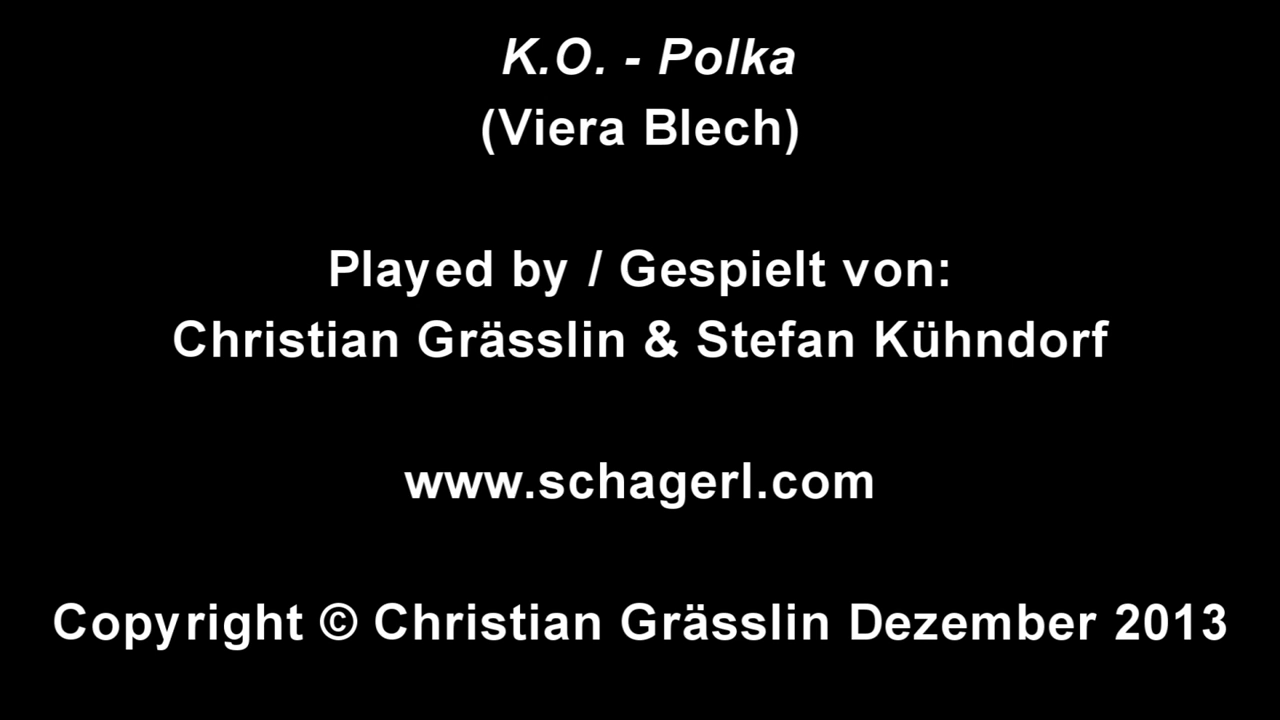 K.O. - Polka
(Viera Blech)
Played by / Gespielt von:
Christian Grässlin & Stefan Kühndorf
www.schagerl.com
Copyright © Christian Grässlin Dezember 2013